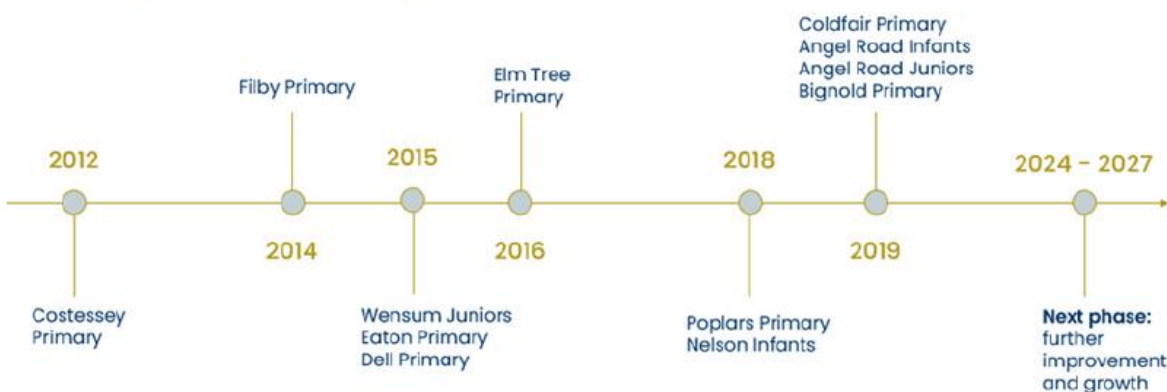 2012
Costessey
Primary
Filby Primary
2014
2015
Wensum Juniors
Eaton Primary
Dell Primary
Elm Tree
Primary
2016
2018
Poplars Primary
Nelson Infants
Coldfair Primary
Angel Road Infants
Angel Road Juniors
Bignold Primary
2019
2024 - 2027
Next phase:
further
improvement
and growth